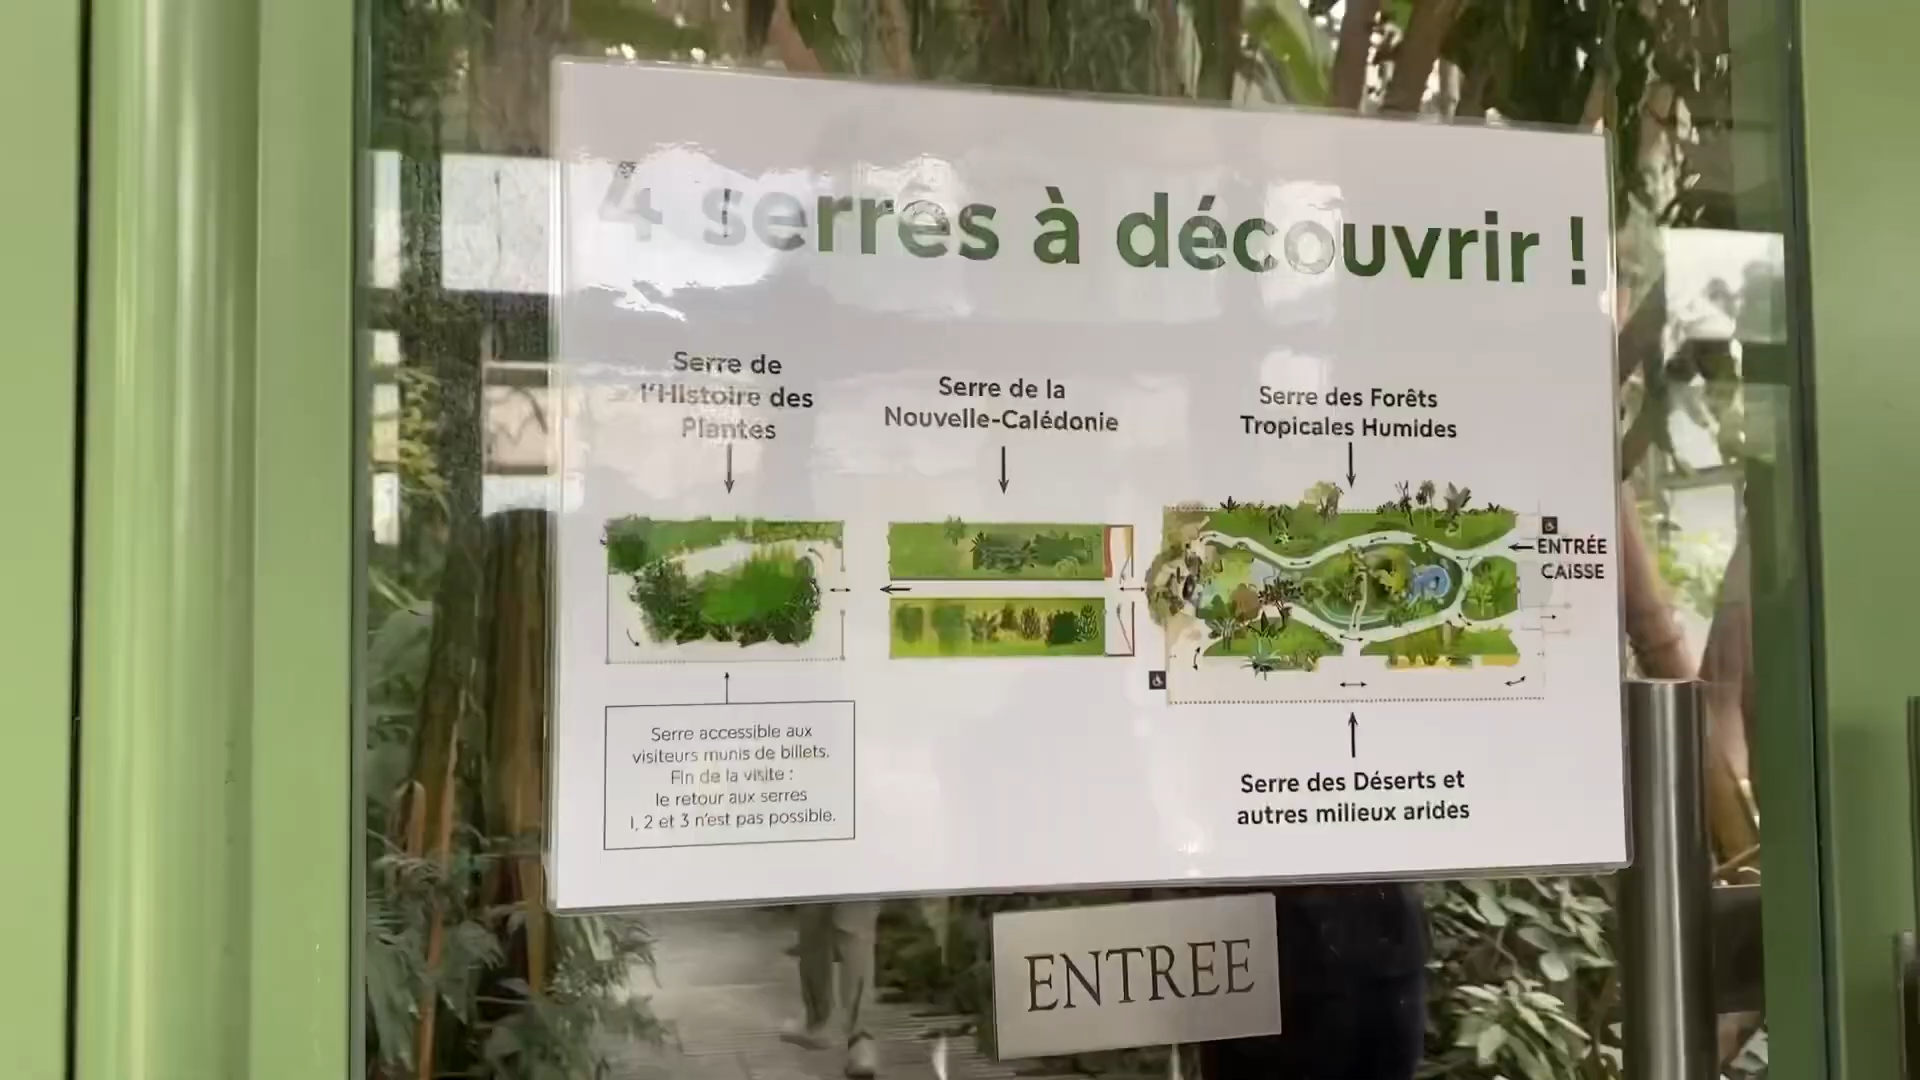 4 serres à découvrir !
Serre de
l'Histoire des
Plantes
Serre de la
Nouvelle-Calédonie
Serre des Forêts
Tropicales Humides
ENTRÉE
CAISSE
Serre accessible aux
visiteurs munis de billets.
Fin de la visite :
le retour aux serres
1, 2 et 3 n'est pas possible.
Serre des Déserts et
autres milieux arides
ENTREE